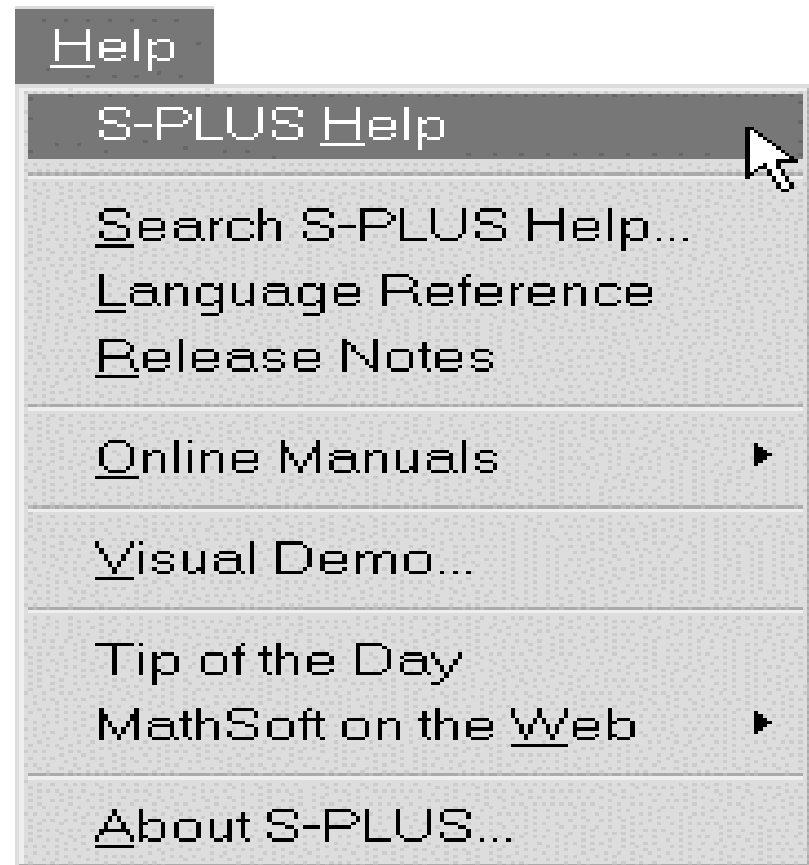 Help
S-PLUS Help
Search S-PLUS Help...
Language Reference
Release Notes
Online Manuals
Visual Demo...
Tip of the Day
MathSoft on the Web
About S-PLUS...